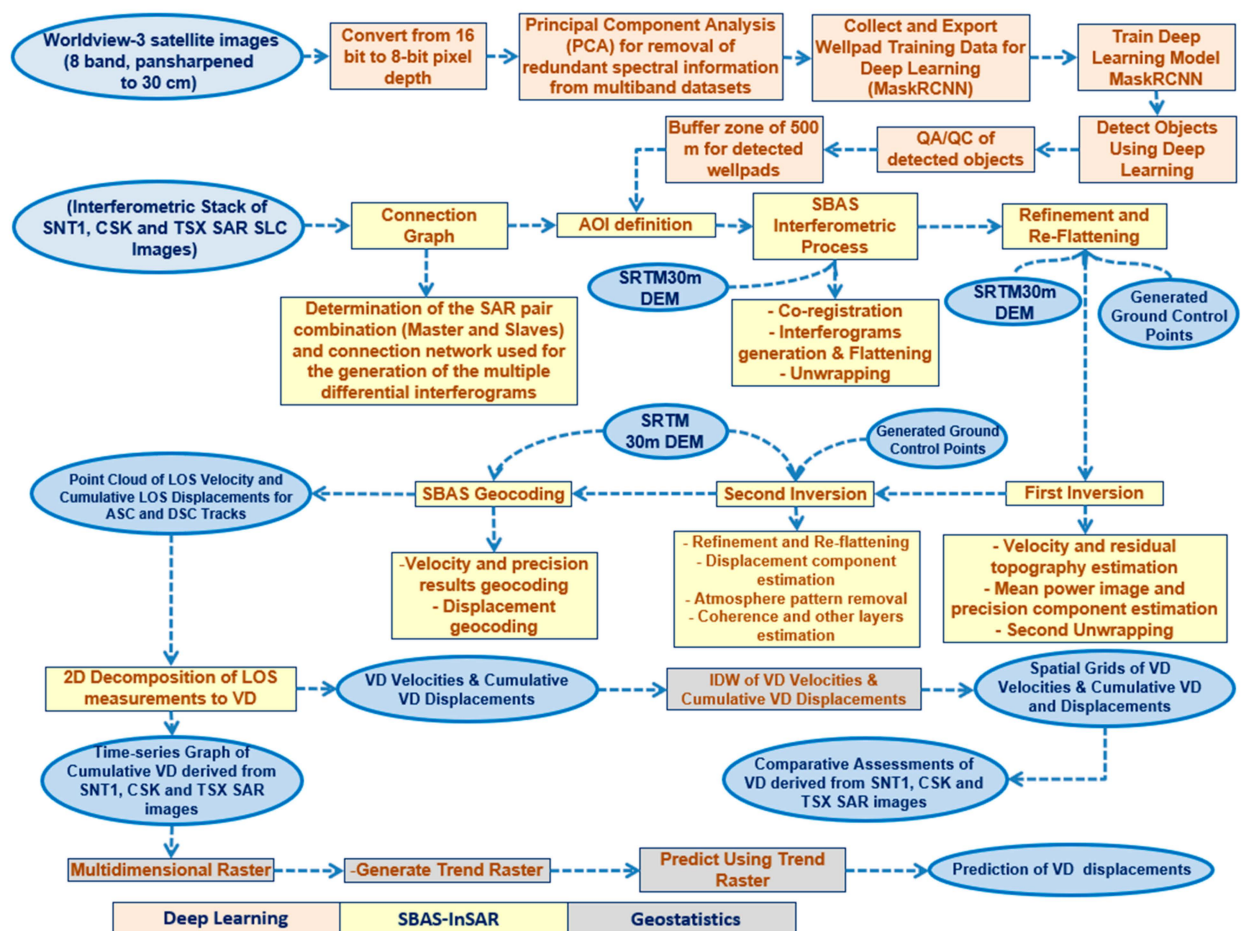 Worldview-3 satellite images
(8 band, pansharpened
to 30 cm)
Convert from 16
bit to 8-bit pixel
depth
Principal Component Analysis
(PCA) for removal of
redundant spectral information
from multiband datasets
Collect and Export
Wellpad Training Data for
Deep Learning
(MaskRCNN)
Train Deep
Learning Model
MaskRCNN
Buffer zone of 500
m for detected
wellpads
QA/QC of
detected objects
Detect Objects
Using Deep
Learning
(Interferometric Stack of
SNT1, CSK and TSX SAR SLC
Images)
Connection
Graph
AOI definition
SBAS
Interferometric
Process
Refinement and
Re-Flattening
SRTM30m
DEM
SRTM30m
DEM
Generated
Ground Control
Points
Determination of the SAR pair
combination (Master and Slaves)
and connection network used for
the generation of the multiple
differential interferograms
- Co-registration
- Interferograms
generation & Flattening
- Unwrapping
SRTM
30m DEM
Generated Ground
Control Points
Point Cloud of LOS Velocity and
Cumulative LOS Displacements for
ASC and DSC Tracks
SBAS Geocoding
Second Inversion
First Inversion
-Velocity and precision
results geocoding
- Displacement
geocoding
- Refinement and Re-flattening
- Displacement component
estimation
- Atmosphere pattern removal
- Coherence and other layers
estimation
- Velocity and residual
topography estimation
- Mean power image and
precision component estimation
- Second Unwrapping
2D Decomposition of LOS
measurements to VD
VD Velocities & Cumulative
VD Displacements
IDW of VD Velocities &
Cumulative VD Displacements
Spatial Grids of VD
Velocities & Cumulative VD
and Displacements
Time-series Graph of
Cumulative VD derived from
SNT1, CSK and TSX SAR
images
Comparative Assessments of
VD derived from SNT1, CSK and
TSX SAR images
Multidimensional Raster
-Generate Trend Raster
Predict Using Trend
Raster
Prediction of VD displacements
Deep Learning
SBAS-InSAR
Geostatistics